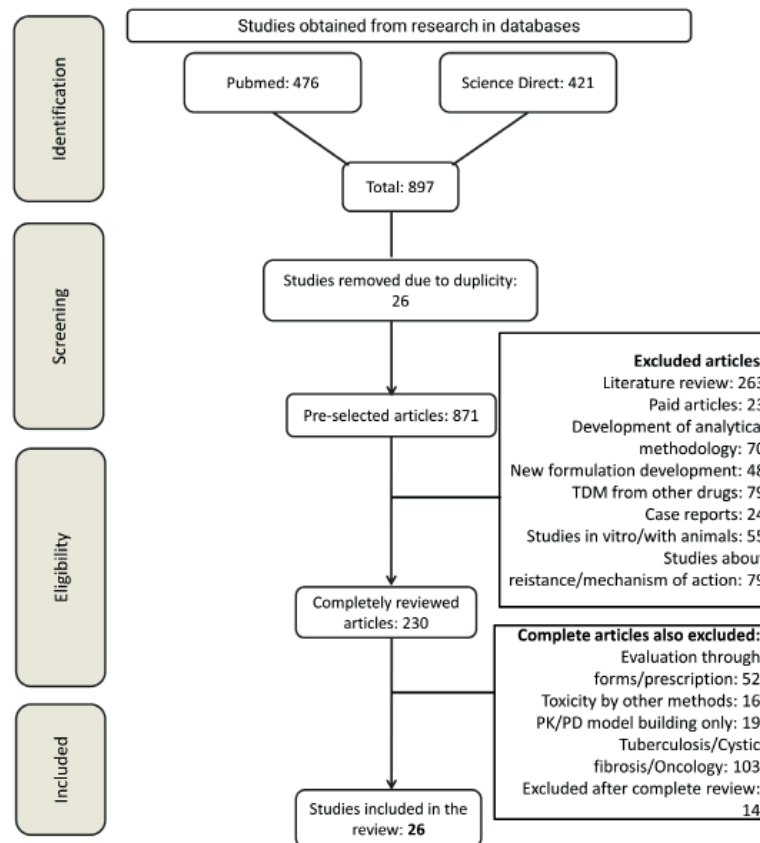 Studies obtained from research in databases
Identification
Pubmed: 476
Science Direct: 421
Total: 897
Screening
Studies removed due to duplicity:
26
Pre-selected articles: 871
Excluded articles
Literature review: 263
Paid articles: 23
Development of analytica
methodology: 70
New formulation development: 48
TDM from other drugs: 79
Case reports: 24
Studies in vitro/with animals: 55
Studies about
reistance/mechanism of action: 79
Eligibility
Completely reviewed
articles: 230
Complete articles also excluded:
Evaluation through
forms/prescription: 52
Toxicity by other methods: 16
PK/PD model building only: 19
Tuberculosis/Cystic
fibrosis/Oncology: 103
Excluded after complete review:
14
Included
Studies included in the
review: 26